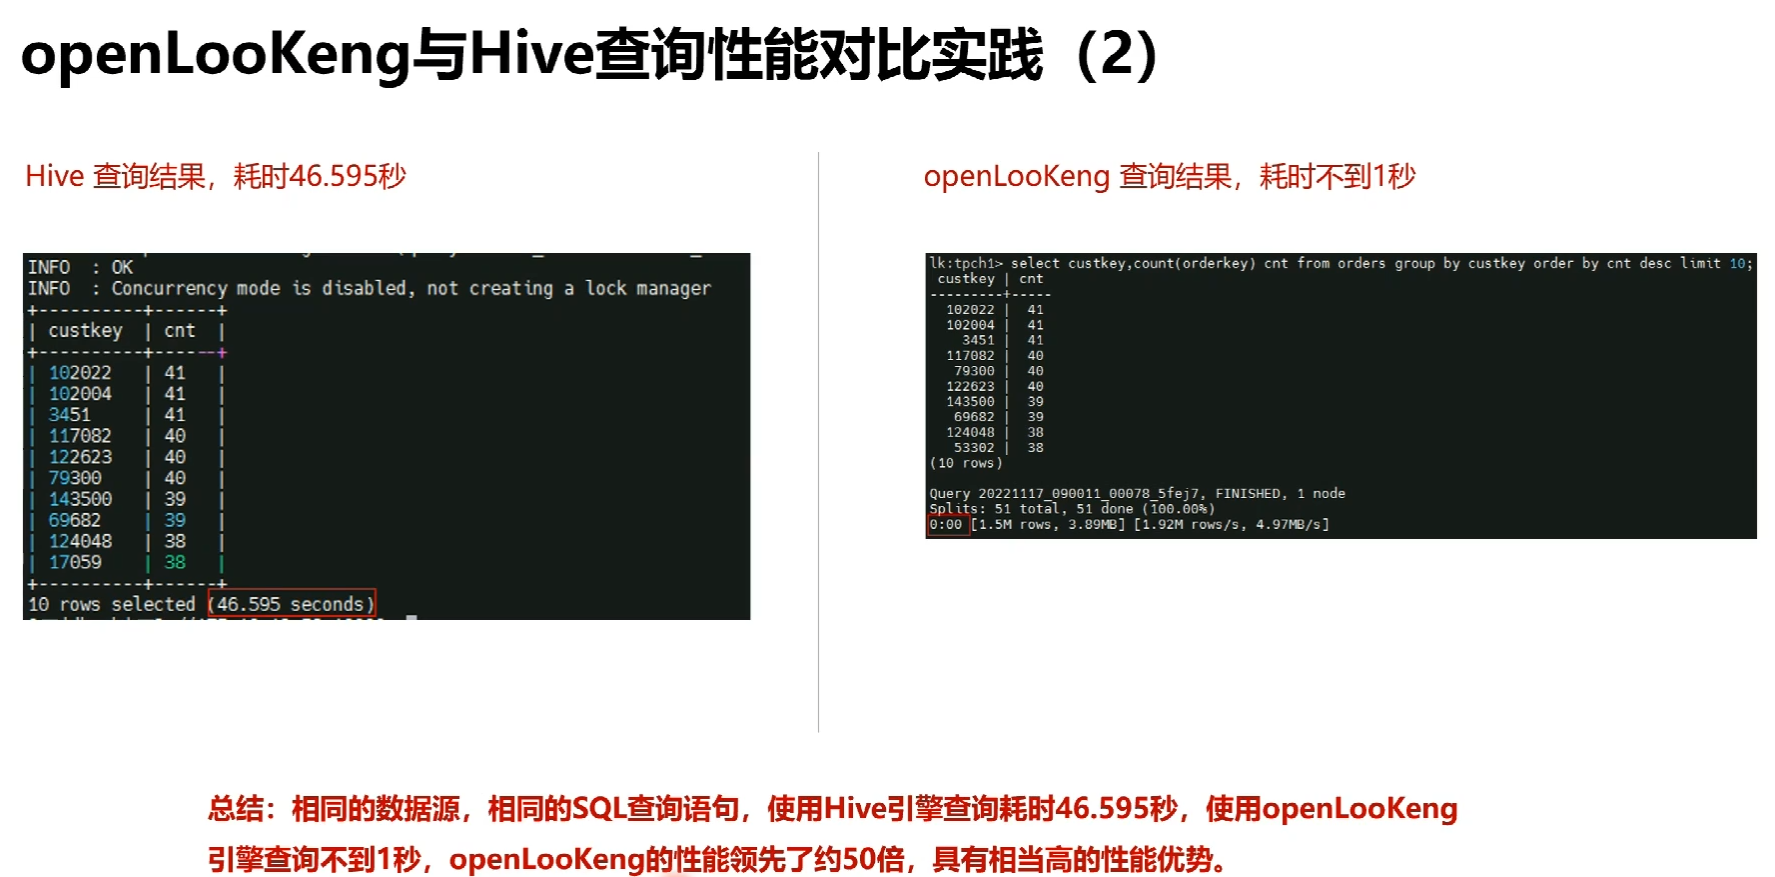 openLooKeng与Hive查询性能对比实践（2）
Hive 查询结果，耗时46.595秒
INFO  : OK
INFO  : Concurrency mode is disabled, not creating a lock manager
+----------+------+
| custkey  | cnt  |
+----------+------+
| 102022   | 41   |
| 102004   | 41   |
| 3451     | 41   |
| 117082   | 40   |
| 122623   | 40   |
| 79300    | 40   |
| 143500   | 39   |
| 69682    | 39   |
| 124048   | 38   |
| 17059    | 38   |
+----------+------+
10 rows selected (46.595 seconds)
openLooKeng 查询结果，耗时不到1秒
lk:tpch1> select custkey,count(orderkey) cnt from orders group by custkey order by cnt desc limit 10;
custkey | cnt
---------+-----
102022 | 41
102004 | 41
3451 | 41
117082 | 40
79300 | 40
122623 | 40
143500 | 39
69682 | 39
124048 | 38
53302 | 38
(10 rows)
Query 20221117_090011_00078_5fej7, FINISHED, 1 node
Splits: 51 total, 51 done (100.00%)
0:00 [1.5M rows, 3.89MB] [1.92M rows/s, 4.97MB/s]
总结：相同的数据源，相同的SQL查询语句，使用Hive引擎查询耗时46.595秒，使用openLooKeng
引擎查询不到1秒，openLooKeng的性能领先了约50倍，具有相当高的性能优势。